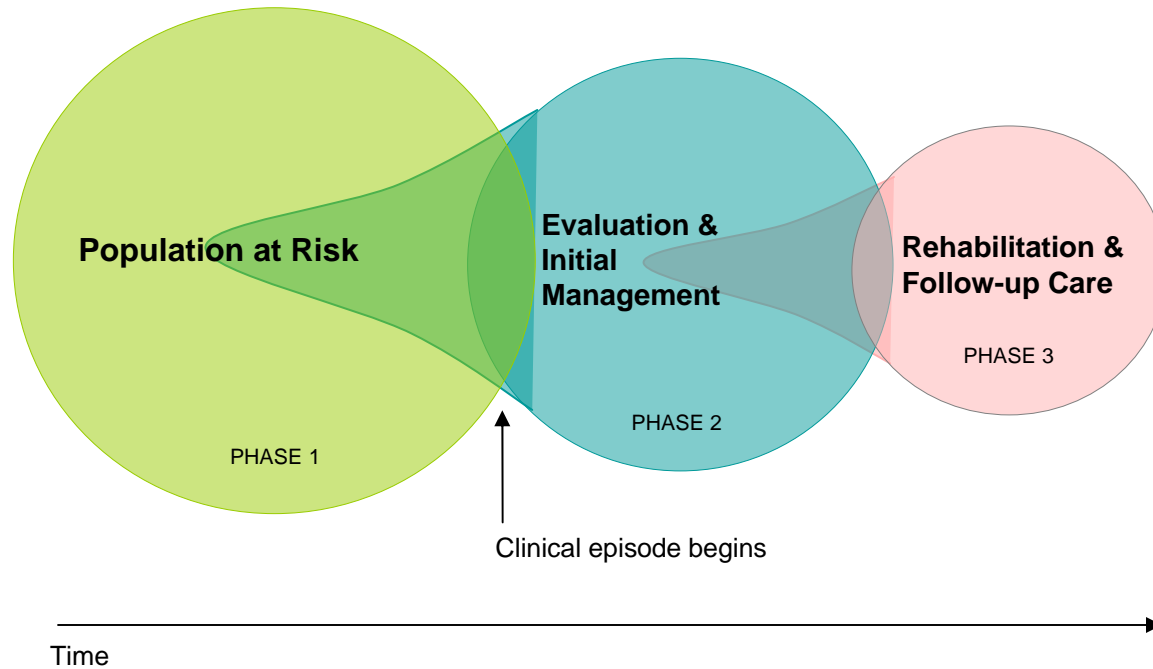 Population at Risk
PHASE 1
Evaluation &
Initial
Management
PHASE 2
Rehabilitation &
Follow-up Care
PHASE 3
Clinical episode begins
Time